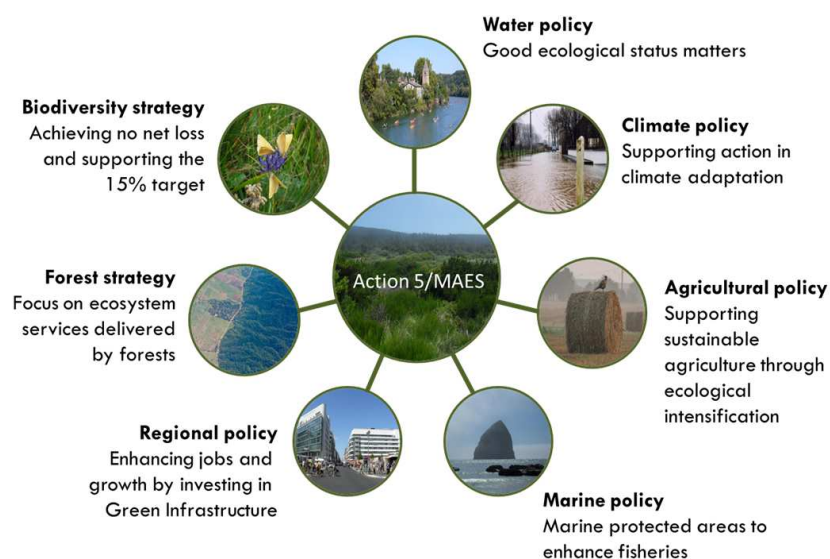 Water policy
Good ecological status matters
Biodiversity strategy
Achieving no net loss
and supporting the
15% target
Climate policy
Supporting action in
climate adaptation
Action 5/MAES
Forest strategy
Focus on ecosystem
services delivered
by forests
Agricultural policy
Supporting
sustainable
agriculture through
ecological
intensification
Regional policy
Enhancing jobs and
growth by investing in
Green Infrastructure
Marine policy
Marine protected areas to
enhance fisheries